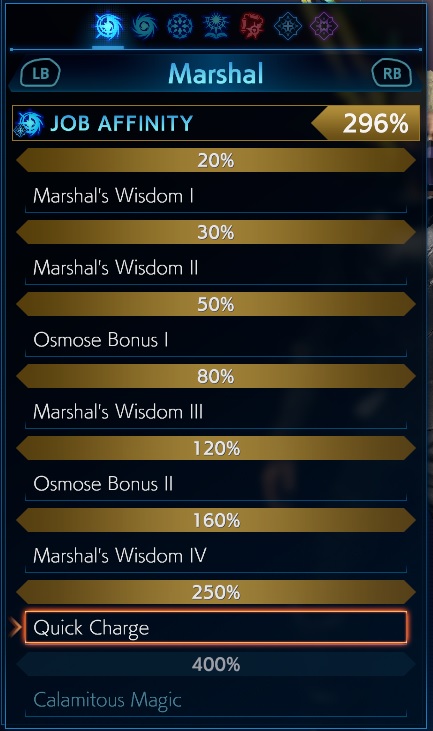 LB
Marshal
RB
JOB AFFINITY
296%
20%
Marshal's Wisdom I
30%
Marshal's Wisdom II
50%
Osmose Bonus I
80%
Marshal's Wisdom III
120%
Osmose Bonus II
160%
Marshal's Wisdom IV
250%
Quick Charge
400%
Calamitous Magic